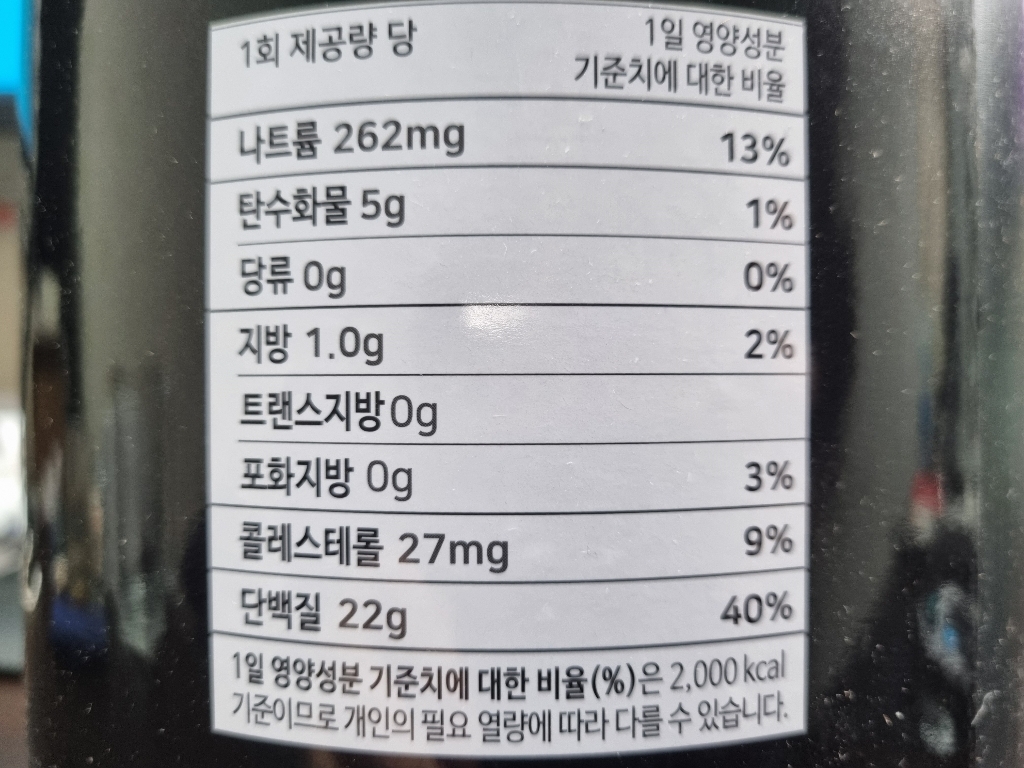 1회 제공량 당
1일 영양성분
기준치에 대한 비율
나트륨 262mg 13%
탄수화물 5g 1%
당류 0g 0%
지방 1.0g 2%
트랜스지방 0g
포화지방 0g 3%
콜레스테롤 27mg 9%
단백질 22g 40%
1일 영양성분 기준치에 대한 비율(%)은 2,000 kcal
기준이므로 개인의 필요 열량에 따라 다를 수 있습니다.